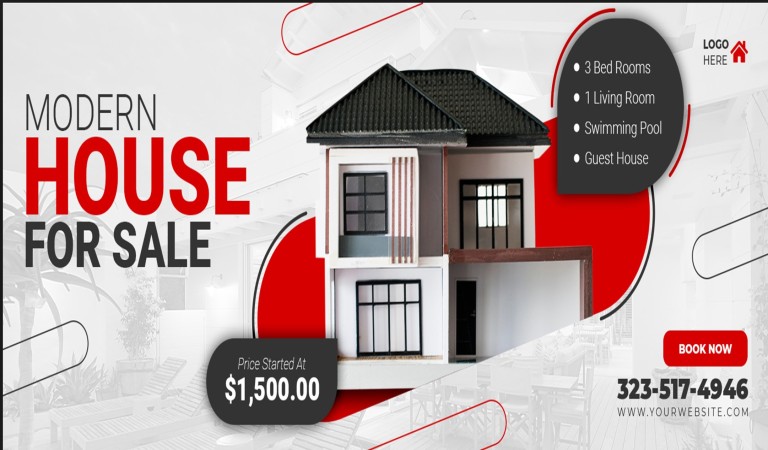 MODERN
HOUSE
FOR SALE
Price Started At
$1,500.00
3 Bed Rooms
1 Living Room
Swimming Pool
Guest House
LOGO
HERE
BOOK NOW
323-517-4946
WWW.YOURWEBSITE.COM